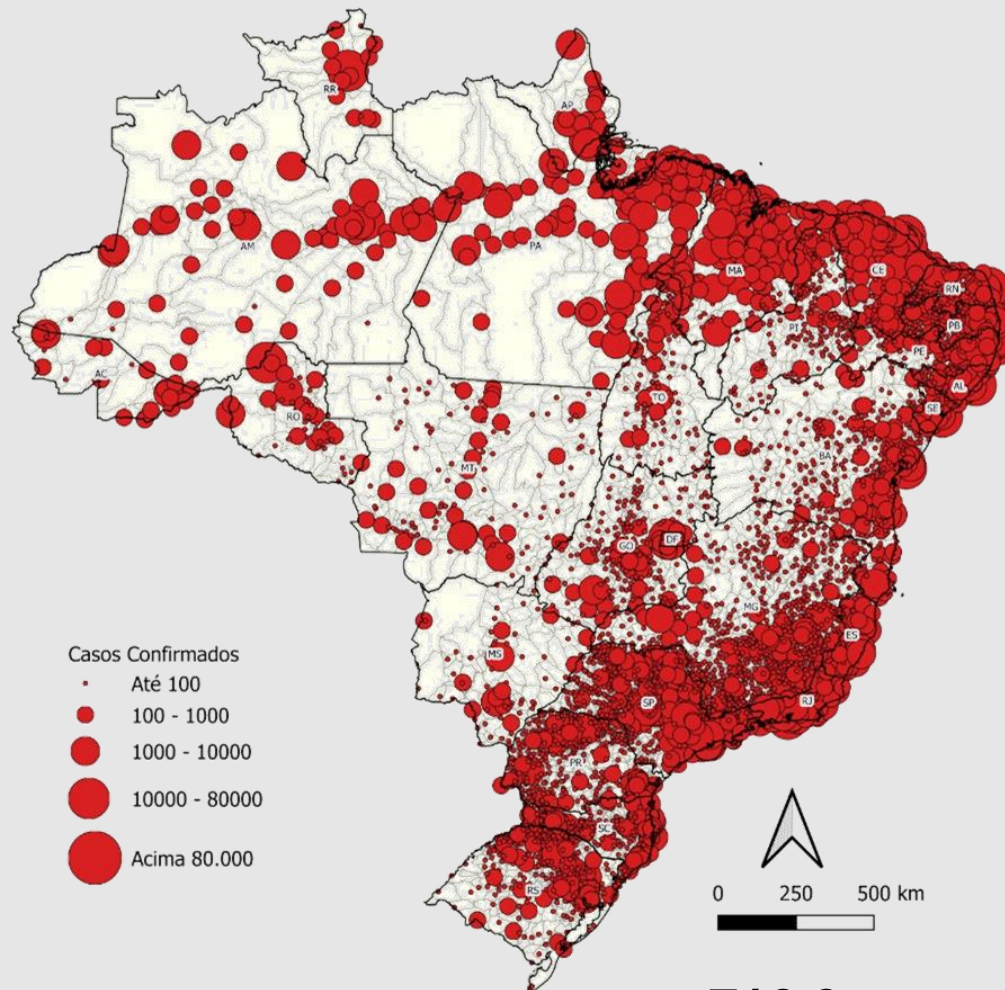 RR
AP
AM
PA
MA
CE
RN
PB
PI
PE
AC
AL
SE
TO
RO
BA
MT
GO
DF
MG
MS
ES
SP
RJ
PR
SC
RS
Casos Confirmados
Até 100
100 - 1000
1000 - 10000
10000 - 80000
Acima 80.000
0 250 500 km